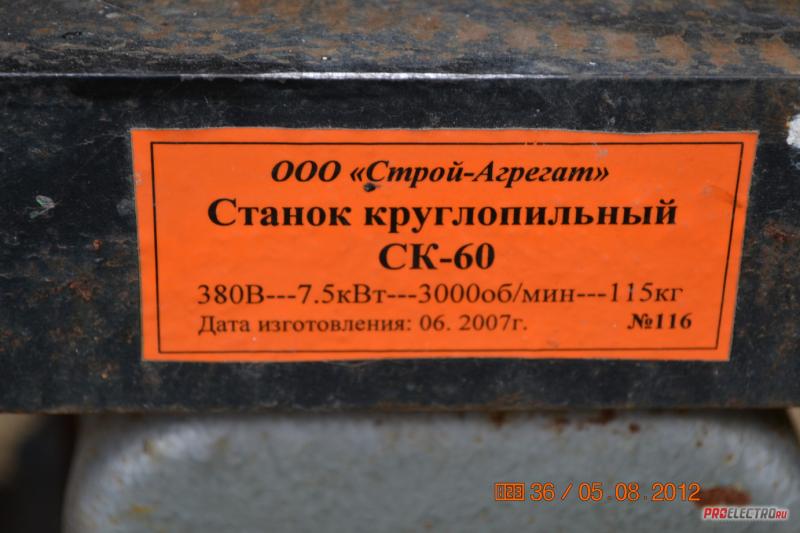 ООО «Строй-Агрегат»
Станок круглопильный
СК-60
380В---7.5кВт---3000об/мин---115кг
Дата изготовления: 06. 2007г. №116
36 / 05.08.2012
PROELECTRO.RU